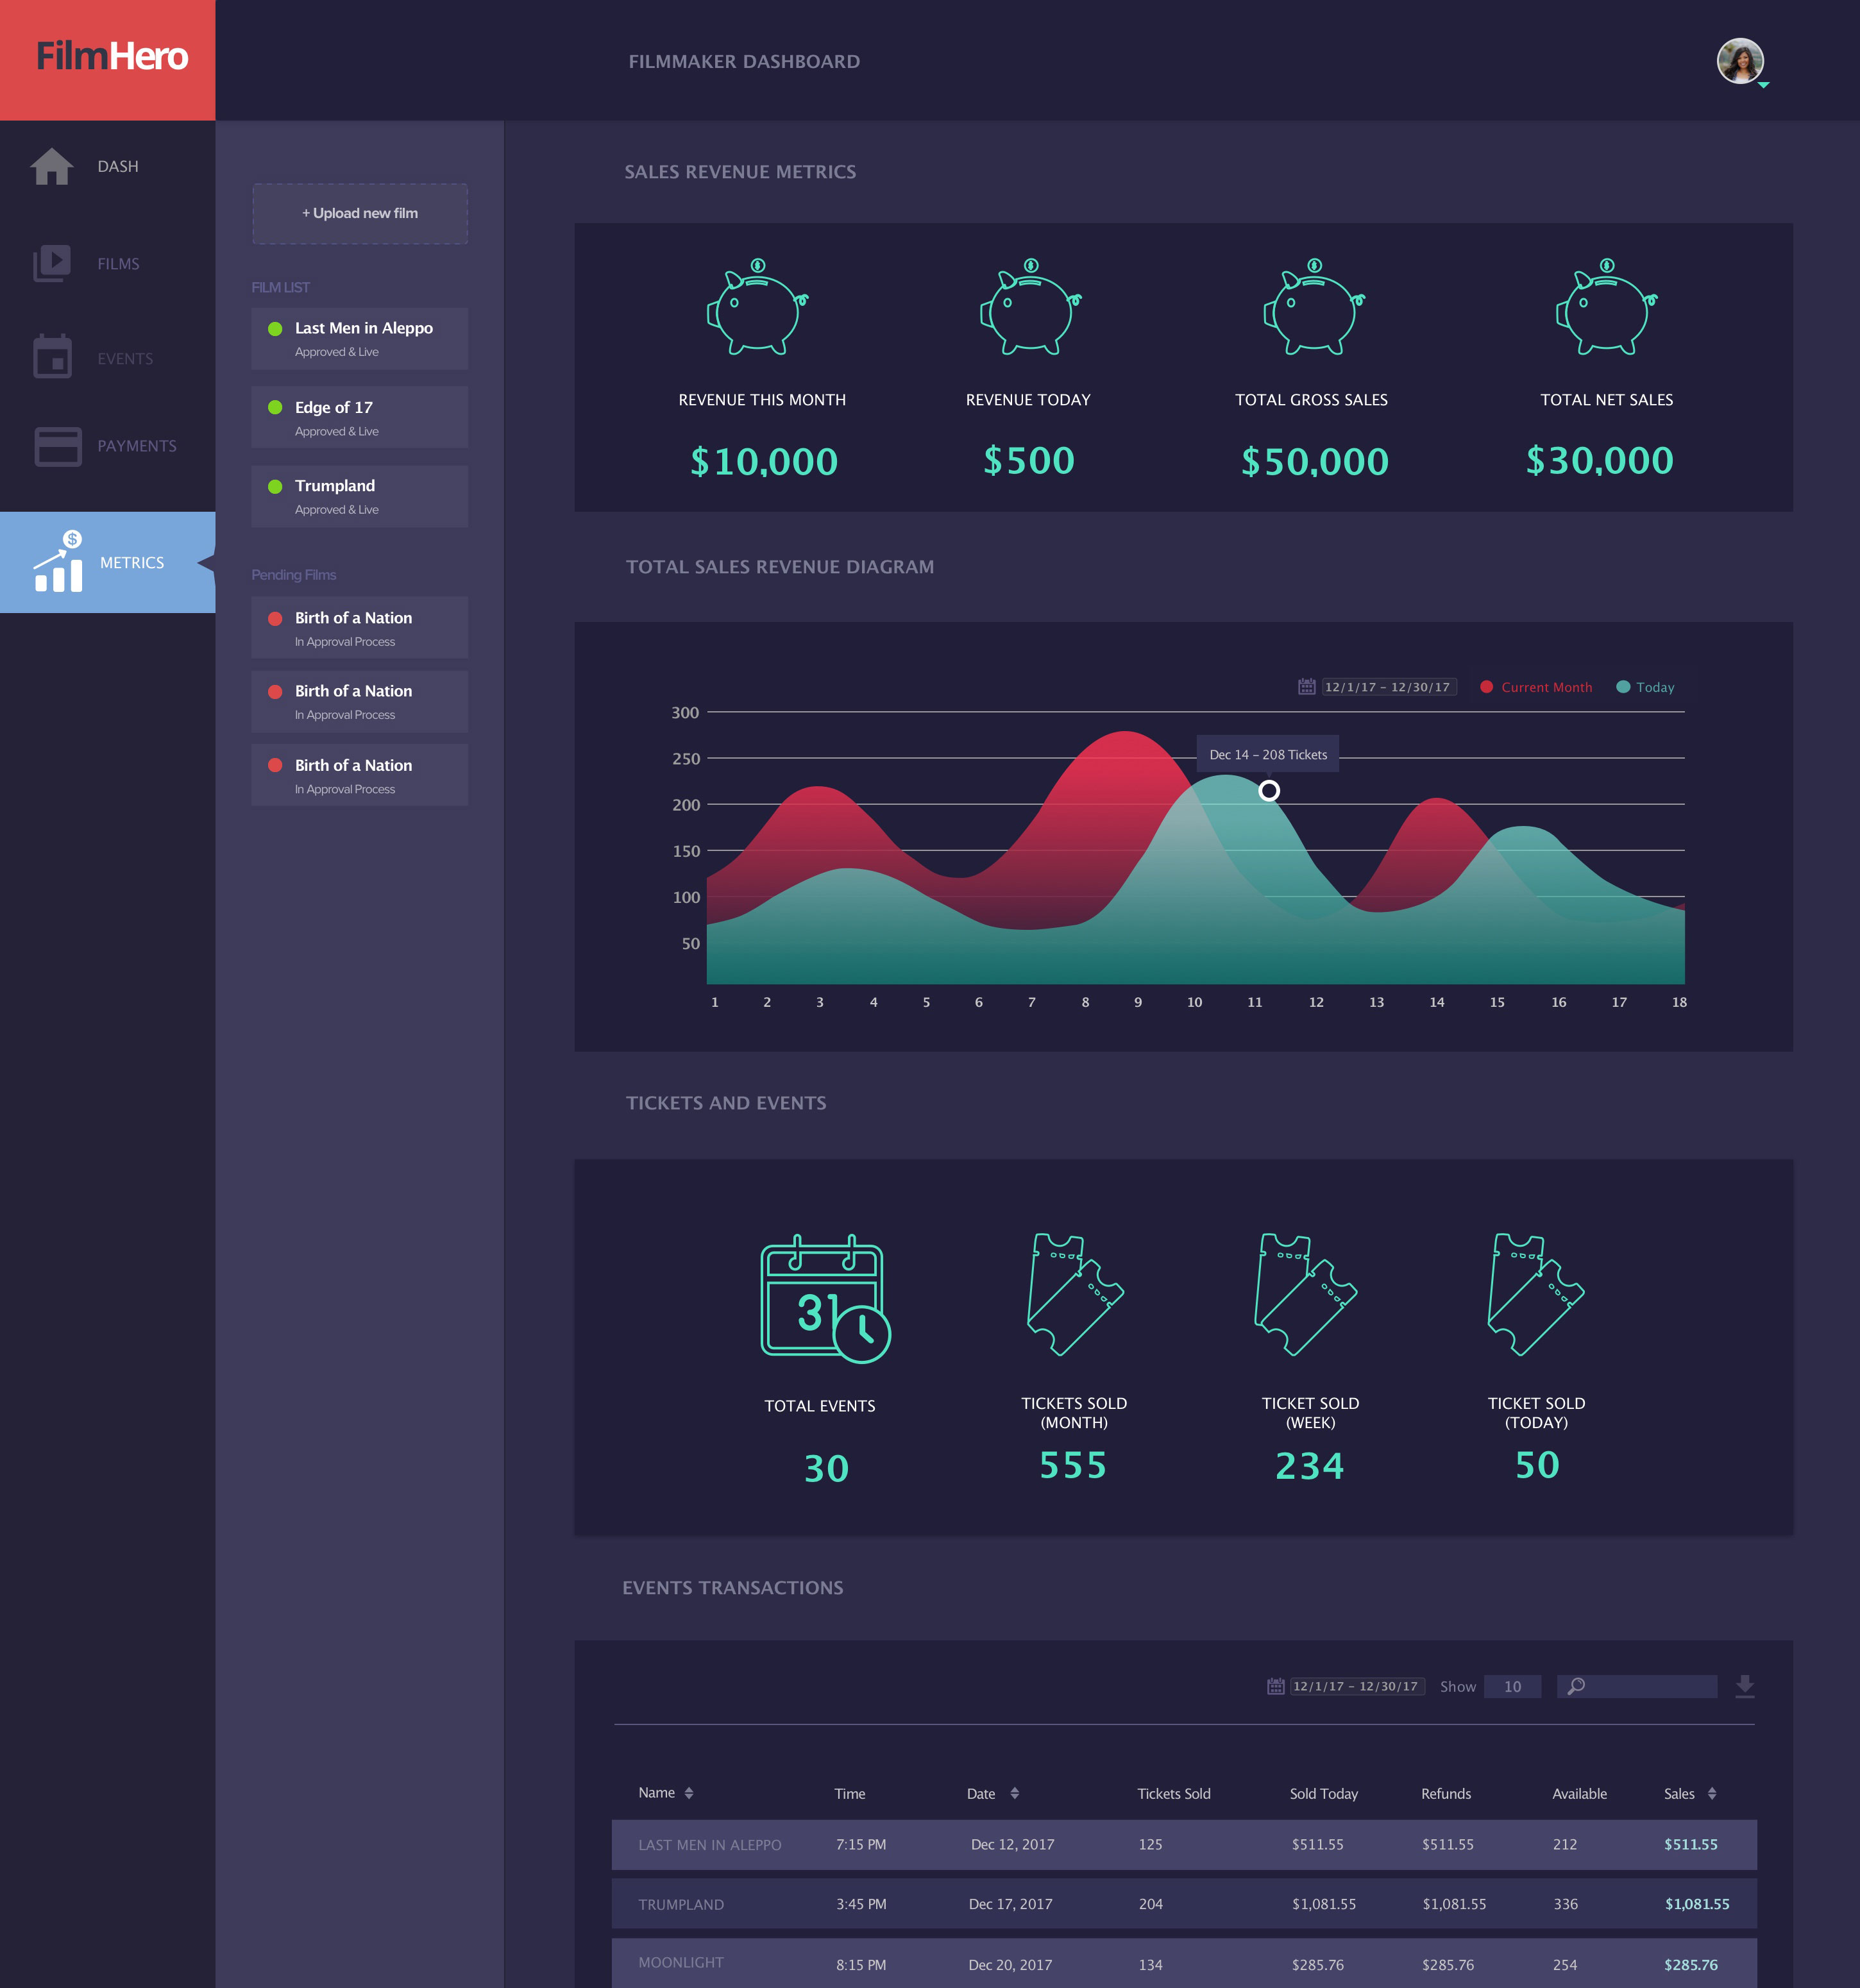 FilmHero
FILMMAKER DASHBOARD
DASH
FILMS
EVENTS
PAYMENTS
$
METRICS
+ Upload new film
FILM LIST
Last Men in Aleppo
Approved & Live
Edge of 17
Approved & Live
Trumpland
Approved & Live
Pending Films
Birth of a Nation
In Approval Process
Birth of a Nation
In Approval Process
Birth of a Nation
In Approval Process
SALES REVENUE METRICS
$ $ $ $
REVENUE THIS MONTH REVENUE TODAY TOTAL GROSS SALES TOTAL NET SALES
$10,000 $500 $50,000 $30,000
TOTAL SALES REVENUE DIAGRAM
12/1/17 – 12/30/17 Current Month Today
300
250
200
150
100
50
Dec 14 – 208 Tickets
1 2 3 4 5 6 7 8 9 10 11 12 13 14 15 16 17 18
TICKETS AND EVENTS
31
TOTAL EVENTS
30
TICKETS SOLD
(MONTH)
555
TICKET SOLD
(WEEK)
234
TICKET SOLD
(TODAY)
50
EVENTS TRANSACTIONS
12/1/17 – 12/30/17 Show 10
Name Time Date Tickets Sold Sold Today Refunds Available Sales
LAST MEN IN ALEPPO 7:15 PM Dec 12, 2017 125 $511.55 $511.55 212 $511.55
TRUMPLAND 3:45 PM Dec 17, 2017 204 $1,081.55 $1,081.55 336 $1,081.55
MOONLIGHT 8:15 PM Dec 20, 2017 134 $285.76 $285.76 254 $285.76